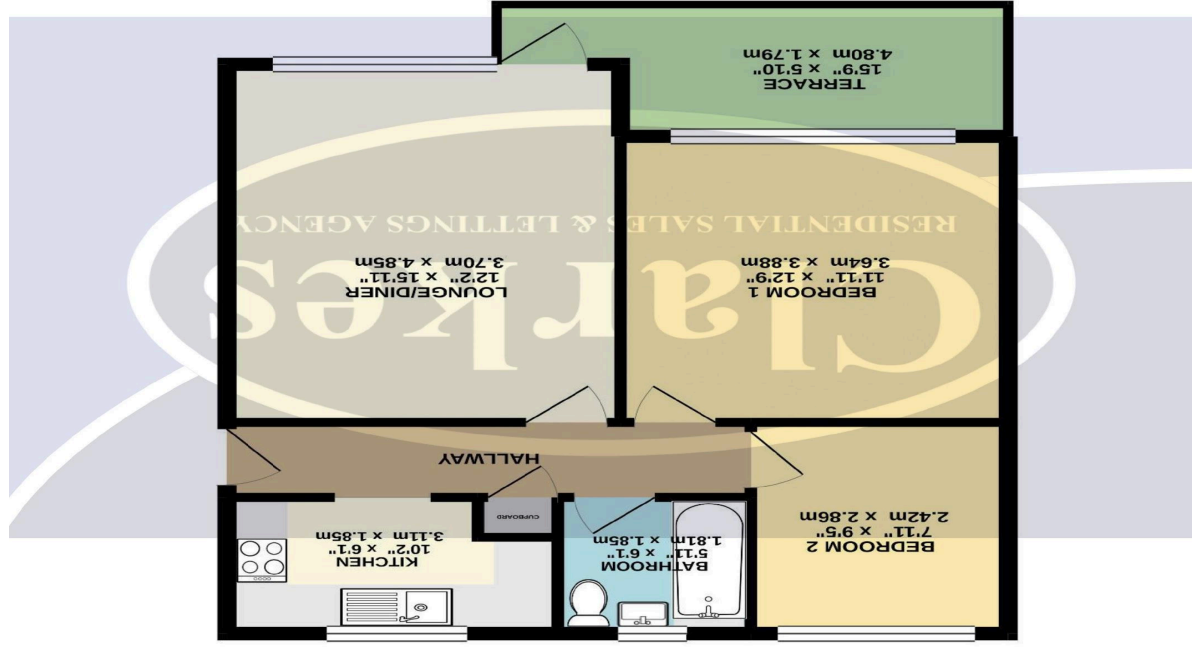 KITCHEN
10'2" x 6'1"
3.11m x 1.85m
BATHROOM
5'11" x 6'1"
1.81m x 1.85m
BEDROOM 2
7'11" x 9'5"
2.42m x 2.86m
CUPBOARD
HALLWAY
LOUNGE/DINER
12'2" x 15'11"
3.70m x 4.85m
BEDROOM 1
11'11" x 12'9"
3.64m x 3.88m
TERRACE
15'9" x 5'10"
4.80m x 1.79m
Clarkes
RESIDENTIAL SALES & LETTINGS AGENCY